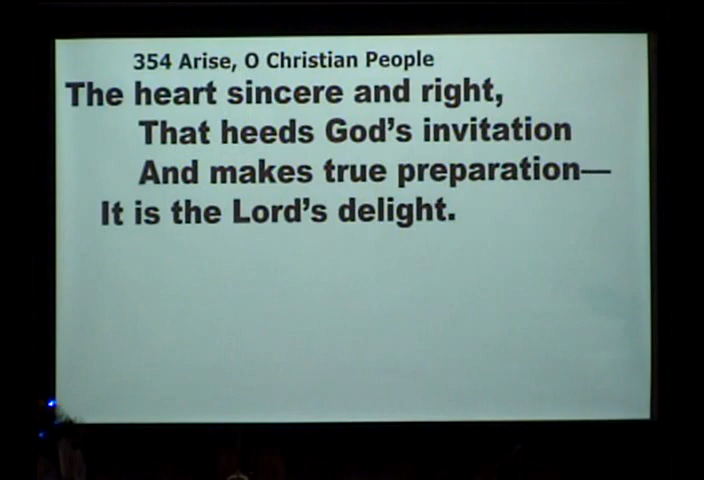 354 Arise, O Christian People
The heart sincere and right,
That heeds God's invitation
And makes true preparation—
It is the Lord's delight.